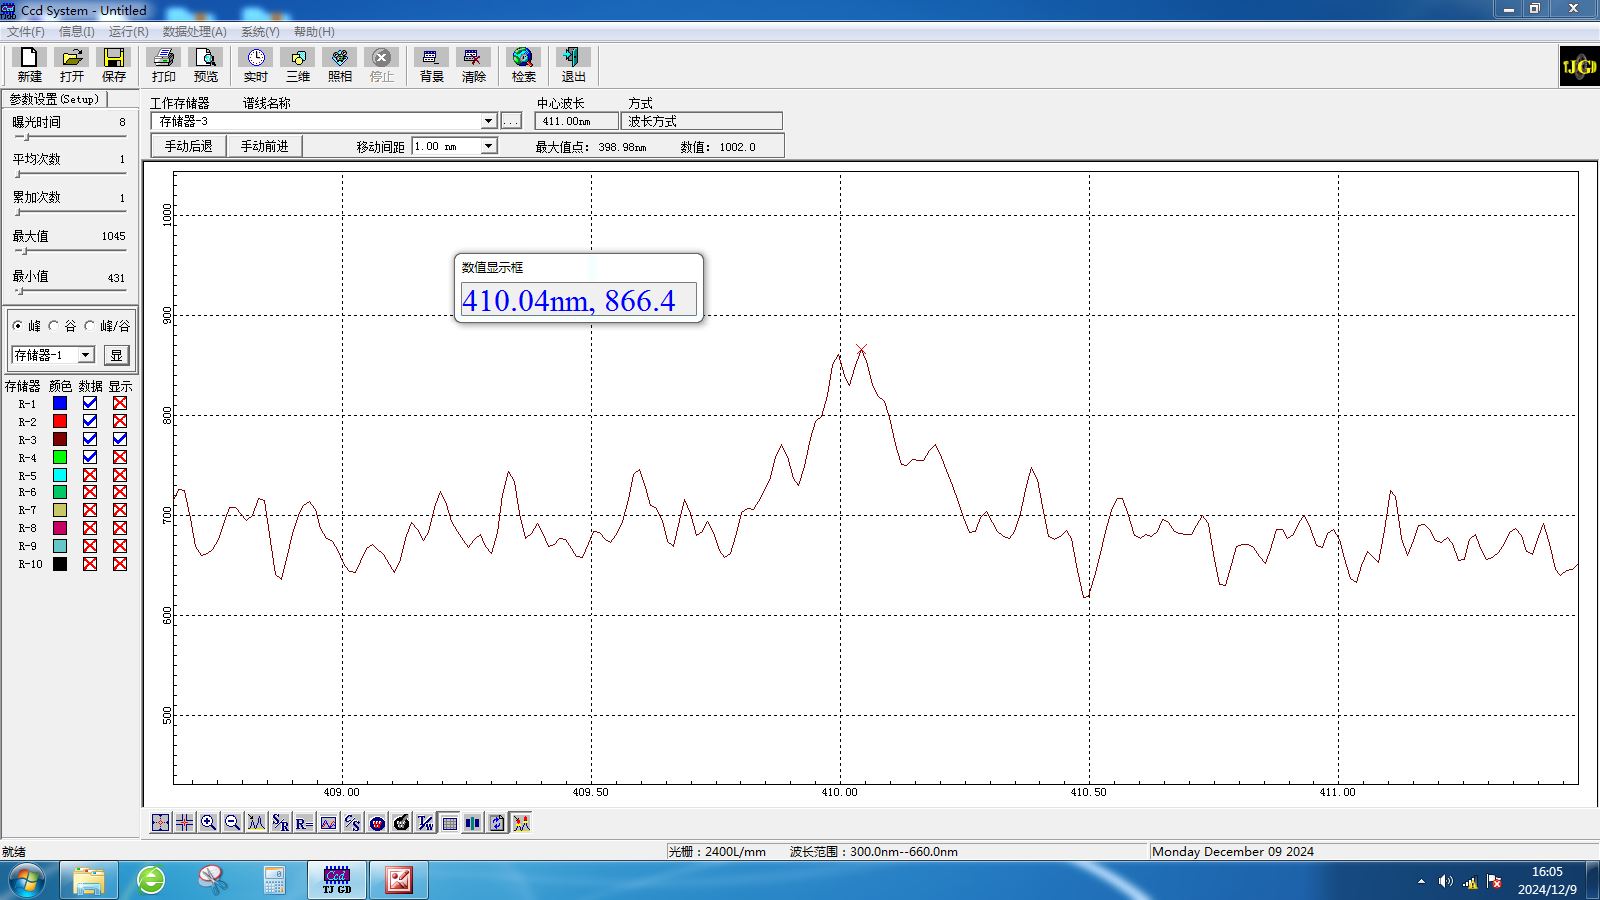 Ccd System - Untitled
文件(F) 信息(I) 运行(R) 数据处理(A) 系统(Y) 帮助(H)
新建 打开 保存 打印 预览 实时 三维 照相 停止 背景 清除 检索 退出
TJGD
参数设置(Setup)
曝光时间 8
平均次数 1
累加次数 1
最大值 1045
最小值 431
峰 谷 峰/谷
存储器-1 显
存储器 颜色 数据 显示
R-1
R-2
R-3
R-4
R-5
R-6
R-7
R-8
R-9
R-10
工作存储器 谱线名称 中心波长 方式
存储器-3 ... 411.00nm 波长方式
手动后退 手动前进 移动间距 1.00 nm 最大值点: 398.98nm 数值: 1002.0
1000
900
800
700
600
500
数值显示框
410.04nm, 866.4
409.00 409.50 410.00 410.50 411.00
就绪 光栅：2400L/mm 波长范围：300.0nm--660.0nm Monday December 09 2024
Ccd
TJ GD
16:05
2024/12/9